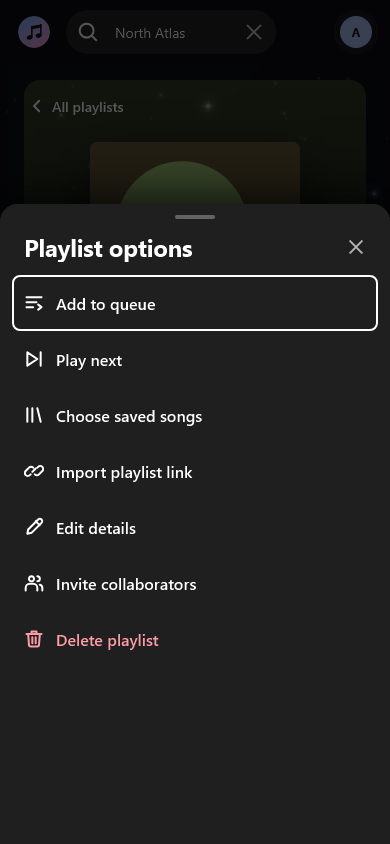 North Atlas
A
All playlists
Playlist options
Add to queue
Play next
Choose saved songs
Import playlist link
Edit details
Invite collaborators
Delete playlist